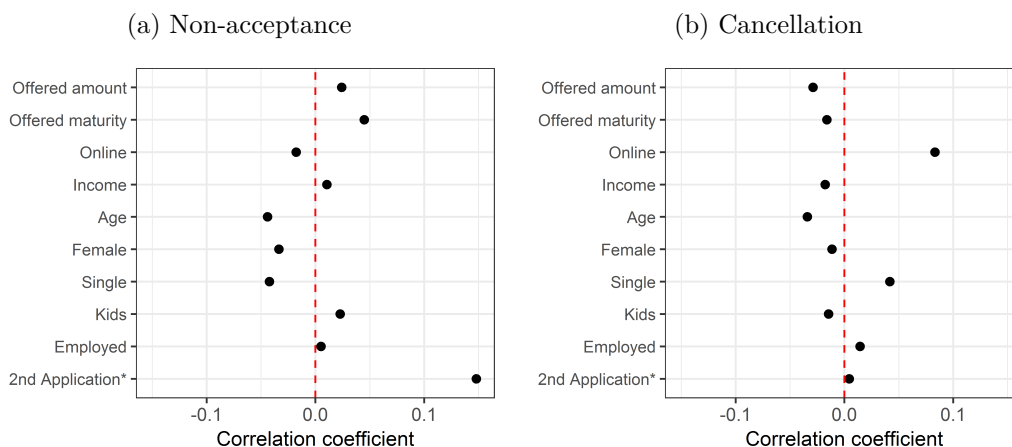 (a) Non-acceptance
Offered amount
Offered maturity
Online
Income
Age
Female
Single
Kids
Employed
2nd Application*
-0.1 0.0 0.1
Correlation coefficient
(b) Cancellation
Offered amount
Offered maturity
Online
Income
Age
Female
Single
Kids
Employed
2nd Application*
-0.1 0.0 0.1
Correlation coefficient